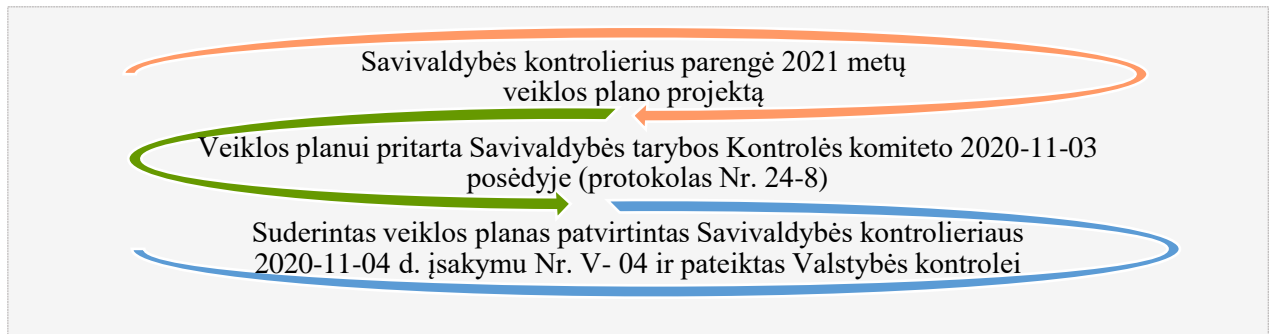 Savivaldybės kontrolierius parengė 2021 metų
veiklos plano projektą
Veiklos planui pritarta Savivaldybės tarybos Kontrolės komiteto 2020-11-03
posėdyje (protokolas Nr. 24-8)
Suderintas veiklos planas patvirtintas Savivaldybės kontrolieriaus
2020-11-04 d. įsakymu Nr. V- 04 ir pateiktas Valstybės kontrolei